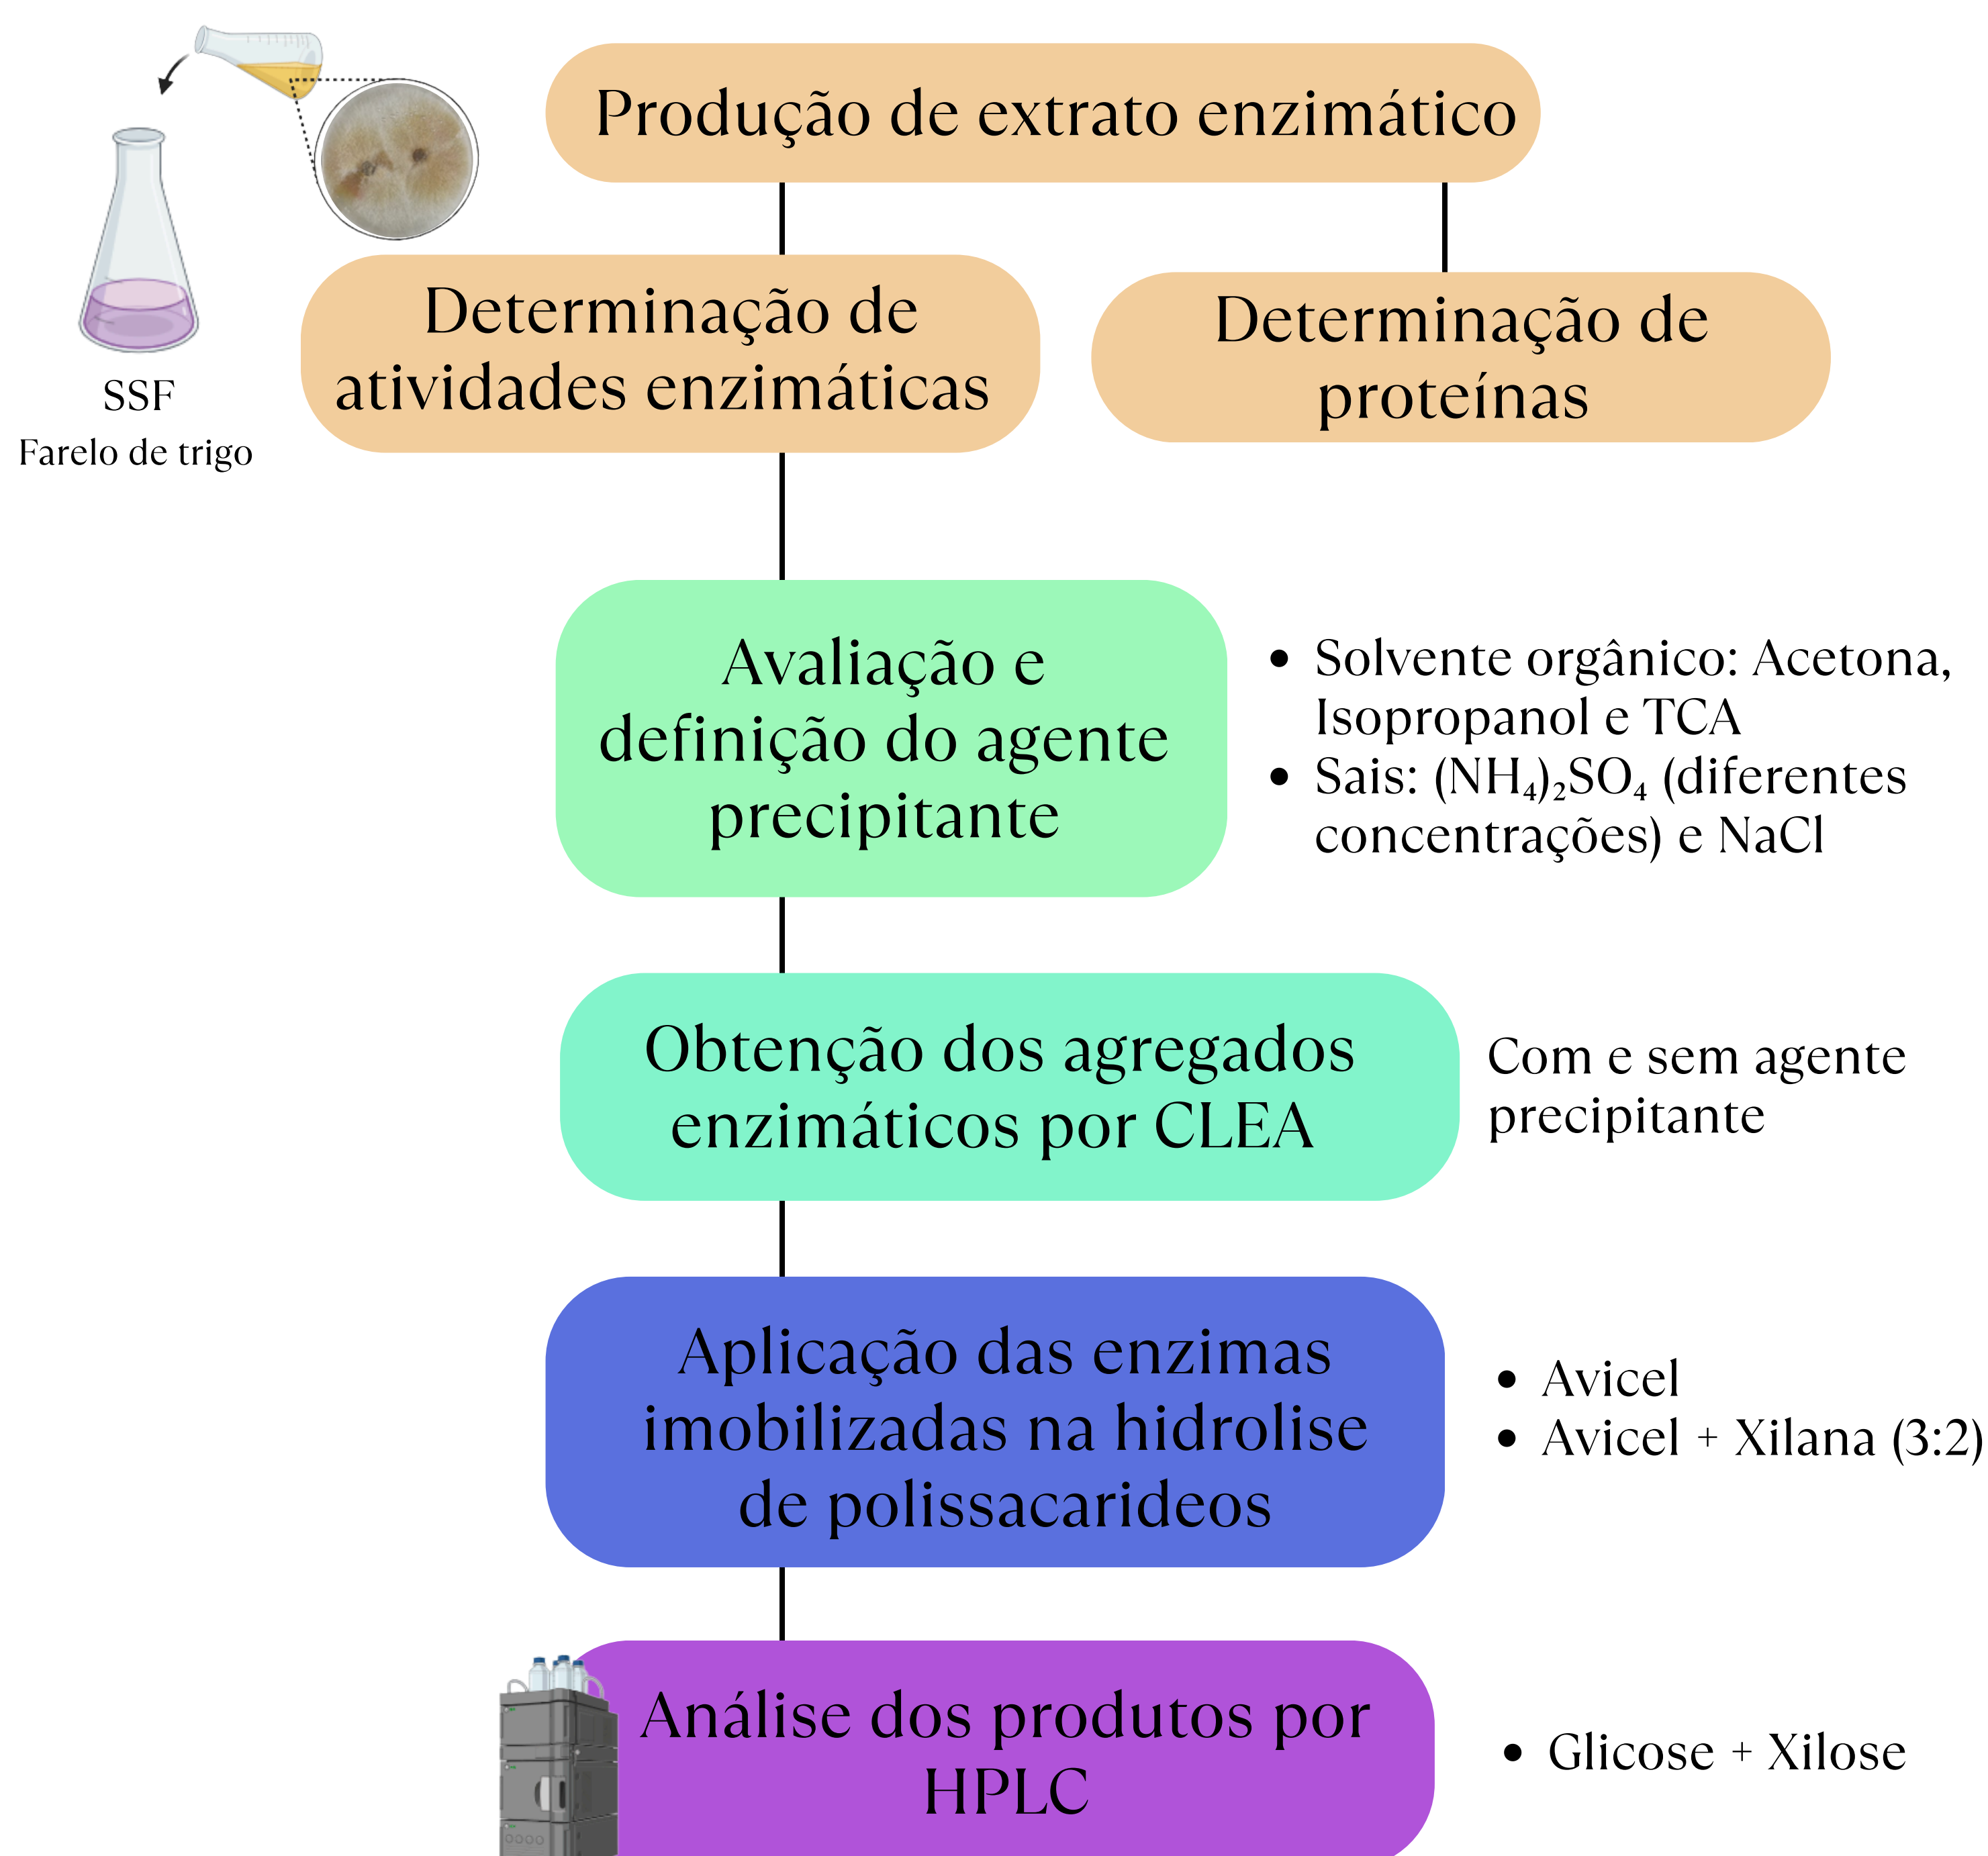 Produção de extrato enzimático
Determinação de
atividades enzimáticas
Determinação de
proteínas
SSF
Farelo de trigo
Avaliação e
definição do agente
precipitante
• Solvente orgânico: Acetona,
Isopropanol e TCA
• Sais: (NH₄)₂SO₄ (diferentes
concentrações) e NaCl
Obtenção dos agregados
enzimáticos por CLEA
Com e sem agente
precipitante
Aplicação das enzimas
imobilizadas na hidrolise
de polissacarideos
• Avicel
• Avicel + Xilana (3:2)
Análise dos produtos por
HPLC
• Glicose + Xilose